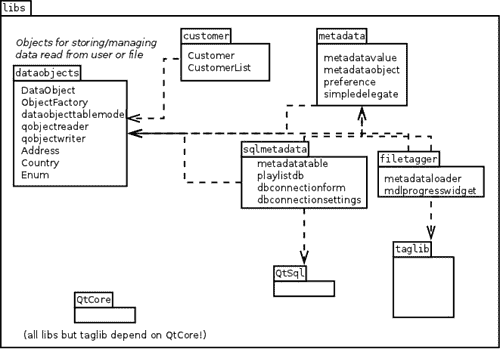 libs
Objects for storing/managing
data read from user or file
dataobjects
DataObject
ObjectFactory
dataobjecttablemodel
qobjectreader
qobjectwriter
Address
Country
Enum
customer
Customer
CustomerList
metadata
metadatavalue
metadataobject
preference
simpledelegate
sqlmetadata
metadatatable
playlistdb
dbconnectionform
dbconnectionsettings
filetagger
metadataloader
mdlprogresswidget
QtSql
taglib
QtCore
(all libs but taglib depend on QtCore!)